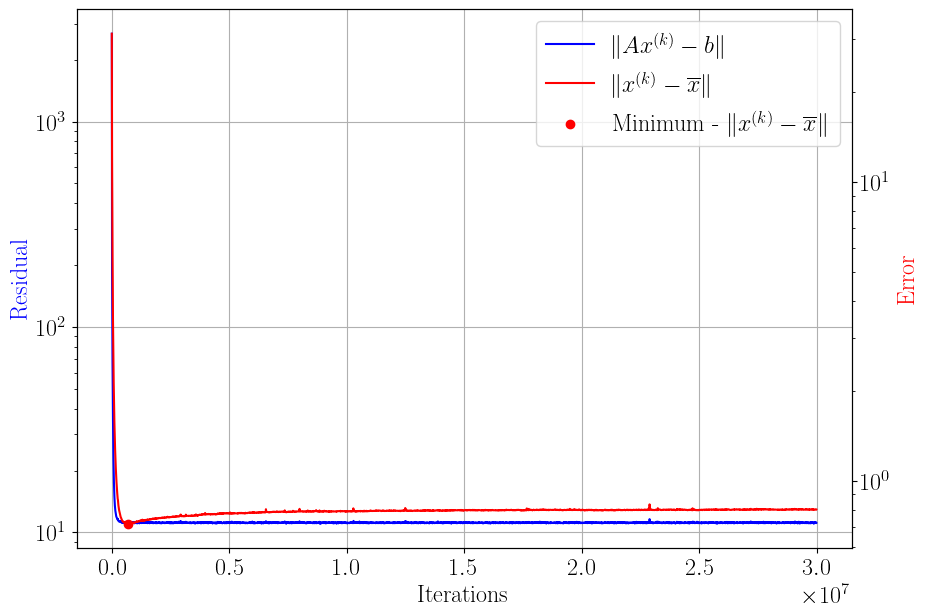 ‖Ax^{(k)} − b‖
‖x^{(k)} − x̅‖
Minimum - ‖x^{(k)} − x̅‖
10^3
10^2
10^1
Residual
10^1
10^0
Error
0.0 0.5 1.0 1.5 2.0 2.5 3.0
Iterations
×10^7